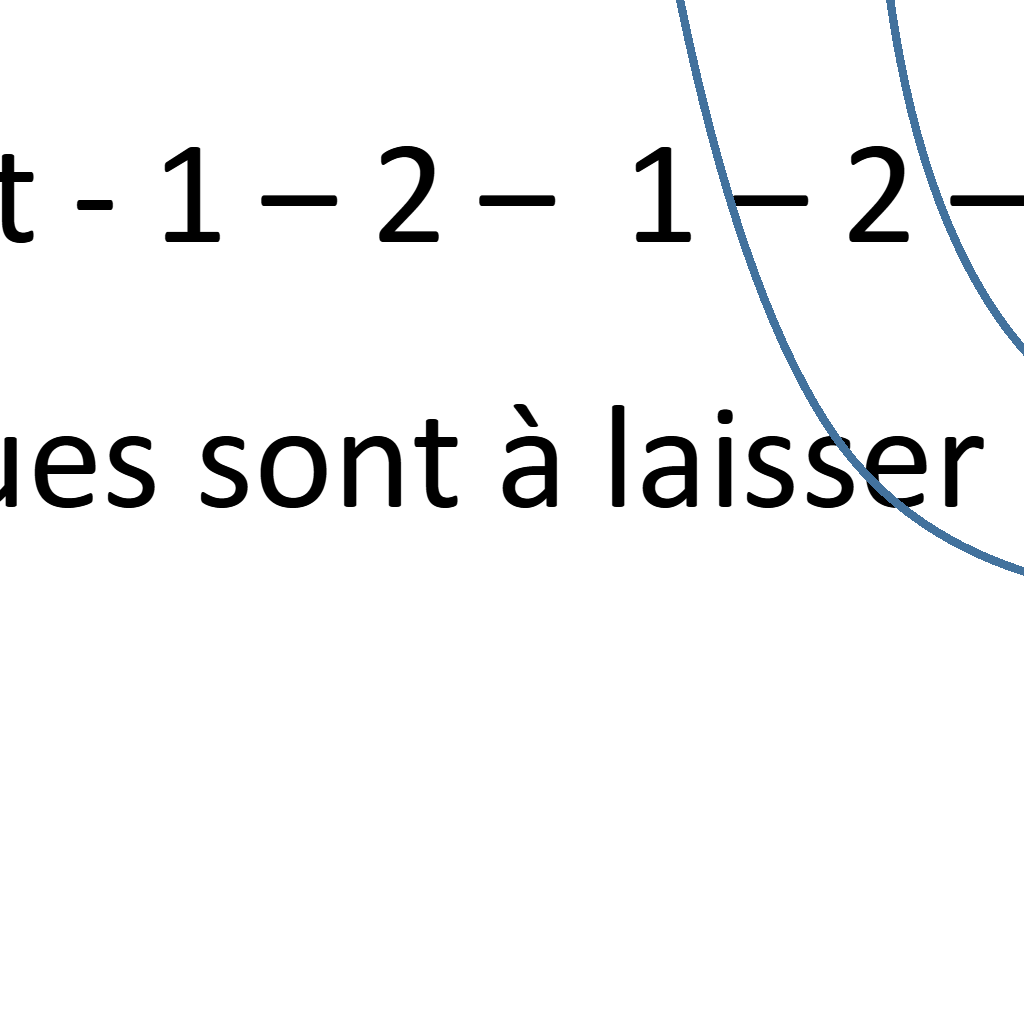 t - 1 – 2 – 1 – 2 –
ues sont à laisser